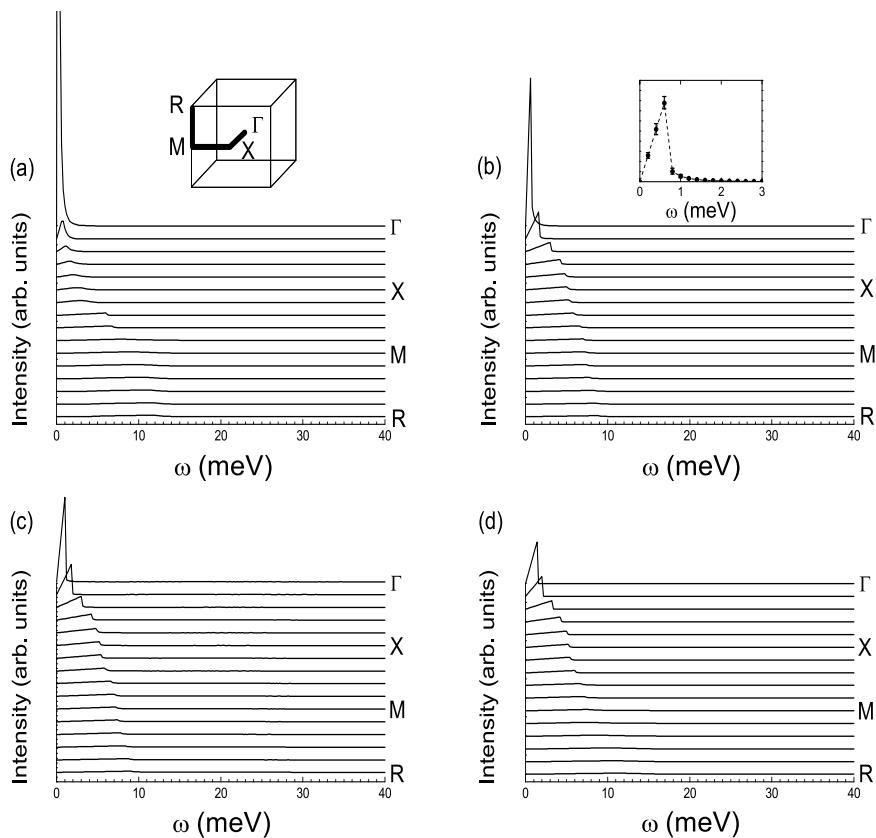 (a)
R
Γ
M
X
Intensity (arb. units)
Γ
X
M
R
0
10
20
30
40
ω (meV)
(b)
0
1
2
3
ω (meV)
Intensity (arb. units)
Γ
X
M
R
0
10
20
30
40
ω (meV)
(c)
Intensity (arb. units)
Γ
X
M
R
0
10
20
30
40
ω (meV)
(d)
Intensity (arb. units)
Γ
X
M
R
0
10
20
30
40
ω (meV)